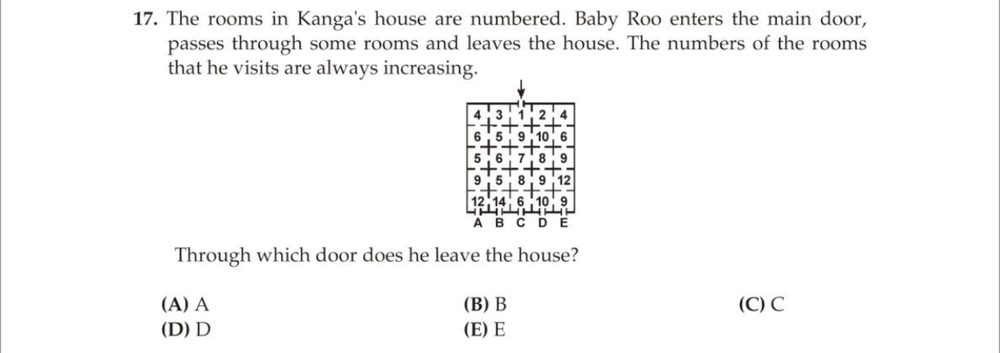 17. The rooms in Kanga's house are numbered. Baby Roo enters the main door,
passes through some rooms and leaves the house. The numbers of the rooms
that he visits are always increasing.
4 3 1 2 4
6 5 9 10 6
5 6 7 8 9
9 5 8 9 12
12 14 6 10 9
A B C D E
Through which door does he leave the house?
(A) A (B) B (C) C
(D) D (E) E